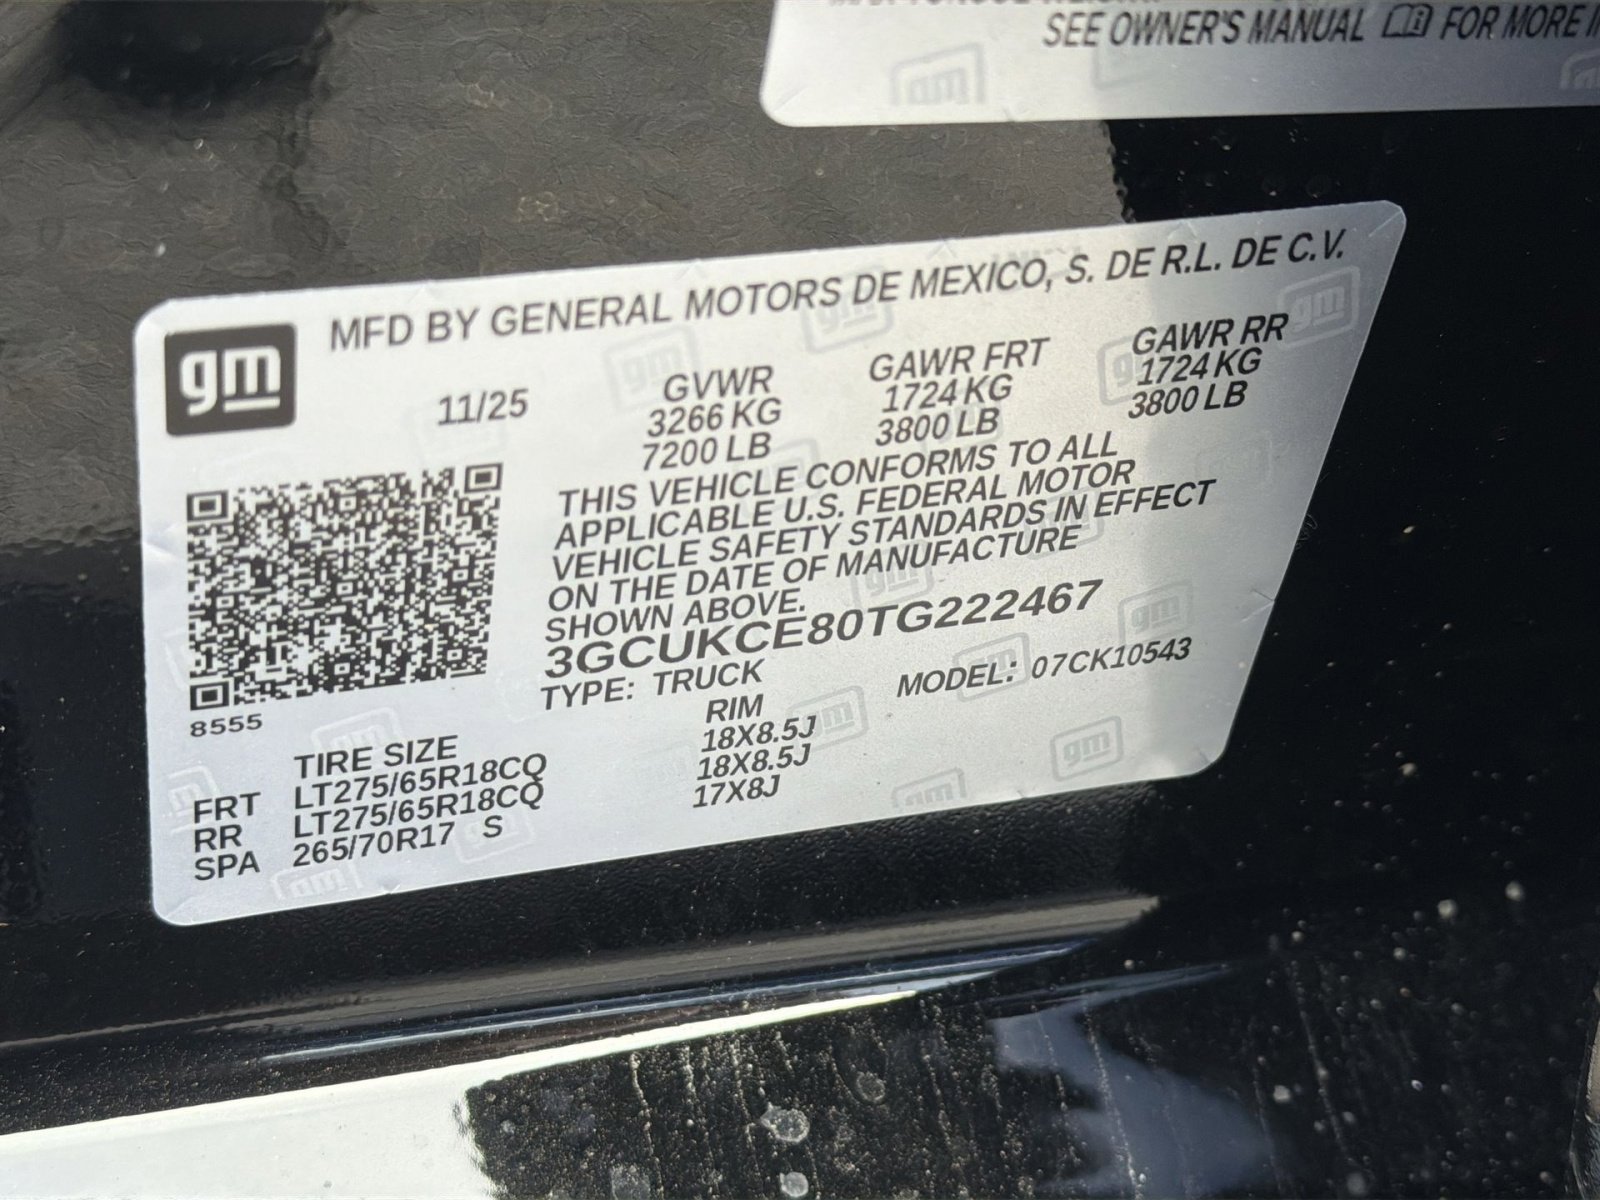 SEE OWNER'S MANUAL FOR MORE
gm
MFD BY GENERAL MOTORS DE MEXICO, S. DE R.L. DE C.V.
11/25
GVWR GAWR FRT GAWR RR
3266 KG 1724 KG 1724 KG
7200 LB 3800 LB 3800 LB
THIS VEHICLE CONFORMS TO ALL
APPLICABLE U.S. FEDERAL MOTOR
VEHICLE SAFETY STANDARDS IN EFFECT
ON THE DATE OF MANUFACTURE
SHOWN ABOVE.
3GCUKCE80TG222467
TYPE: TRUCK MODEL: 07CK10543
8555
TIRE SIZE RIM
FRT LT275/65R18CQ 18X8.5J
RR LT275/65R18CQ 18X8.5J
SPA 265/70R17 S 17X8J